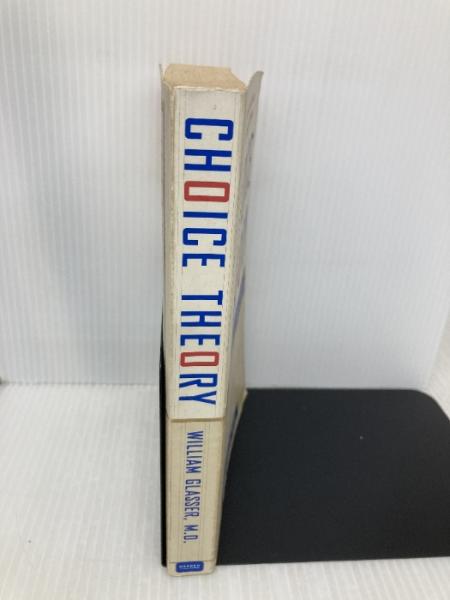 CHOICE THEORY
WILLIAM GLASSER, M.D.